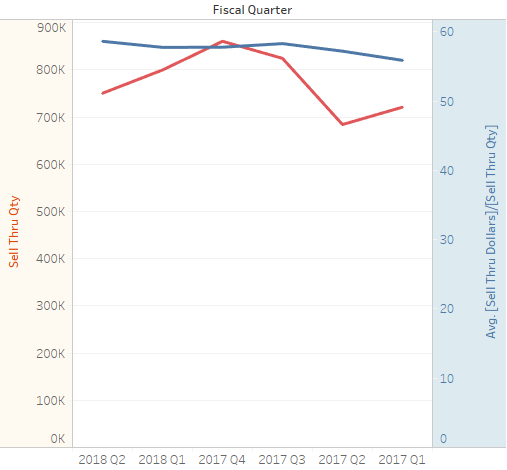 Fiscal Quarter
900K
800K
700K
600K
500K
400K
300K
200K
100K
0K
Sell Thru Qty
60
50
40
30
20
10
0
Avg. [Sell Thru Dollars]/[Sell Thru Qty]
2018 Q2
2018 Q1
2017 Q4
2017 Q3
2017 Q2
2017 Q1